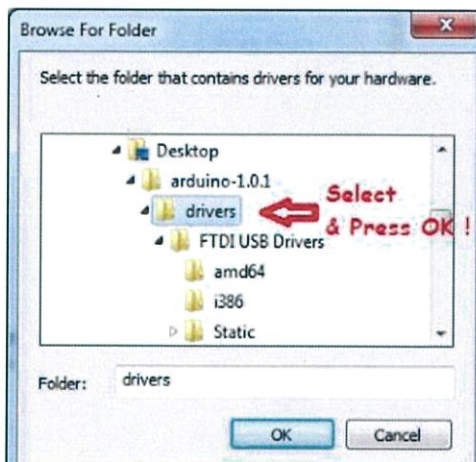 Browse For Folder
Select the folder that contains drivers for your hardware.
Desktop
arduino-1.0.1
drivers
Select
& Press OK !
FTDI USB Drivers
amd64
i386
Static
Folder: drivers
OK Cancel